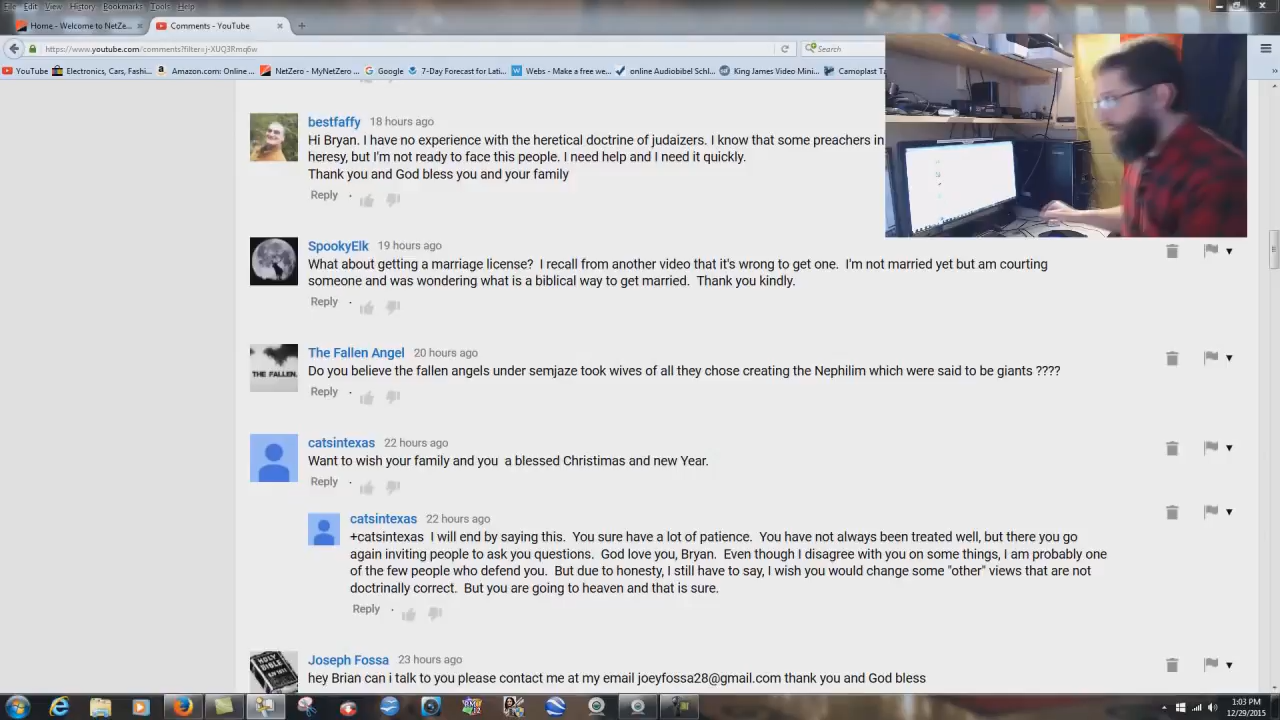 File Edit View History Bookmarks Tools Help
Home - Welcome to NetZe... × Comments - YouTube × +
https://www.youtube.com/comments?filter=j-XUQ3Rmq6w Search
YouTube Electronics, Cars, Fashi... Amazon.com: Online ... NetZero - MyNetZero ... Google 7-Day Forecast for Lati... Webs - Make a free we... online Audiobibel Schl... King James Video Mini... Camoplast Ta »
bestfaffy 18 hours ago
Hi Bryan. I have no experience with the heretical doctrine of judaizers. I know that some preachers in
heresy, but I'm not ready to face this people. I need help and I need it quickly.
Thank you and God bless you and your family
Reply ·
SpookyElk 19 hours ago
What about getting a marriage license? I recall from another video that it's wrong to get one. I'm not married yet but am courting
someone and was wondering what is a biblical way to get married. Thank you kindly.
Reply ·
The Fallen Angel 20 hours ago
THE FALLEN.
Do you believe the fallen angels under semjaze took wives of all they chose creating the Nephilim which were said to be giants ????
Reply ·
catsintexas 22 hours ago
Want to wish your family and you a blessed Chirstimas and new Year.
Reply ·
catsintexas 22 hours ago
+catsintexas I will end by saying this. You sure have a lot of patience. You have not always been treated well, but there you go
again inviting people to ask you questions. God love you, Bryan. Even though I disagree with you on some things, I am probably one
of the few people who defend you. But due to honesty, I still have to say, I wish you would change some "other" views that are not
doctrinally correct. But you are going to heaven and that is sure.
Reply ·
Joseph Fossa 23 hours ago
HOLY BIBLE
hey Brian can i talk to you please contact me at my email joeyfossa28@gmail.com thank you and God bless
1:03 PM
12/29/2015